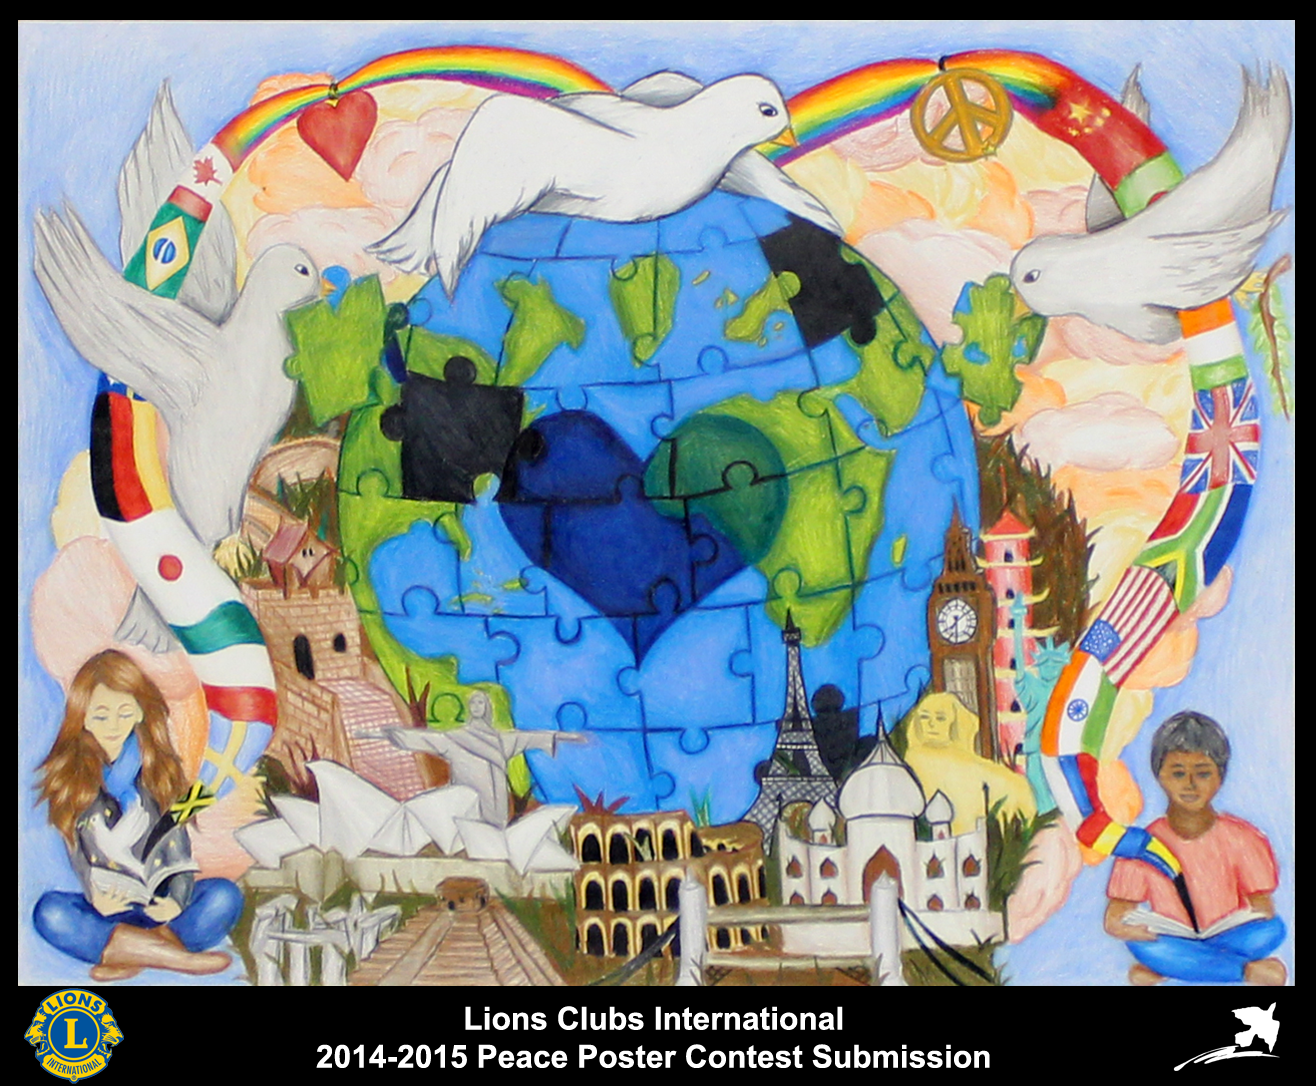 LIONS
L
INTERNATIONAL
Lions Clubs International
2014-2015 Peace Poster Contest Submission